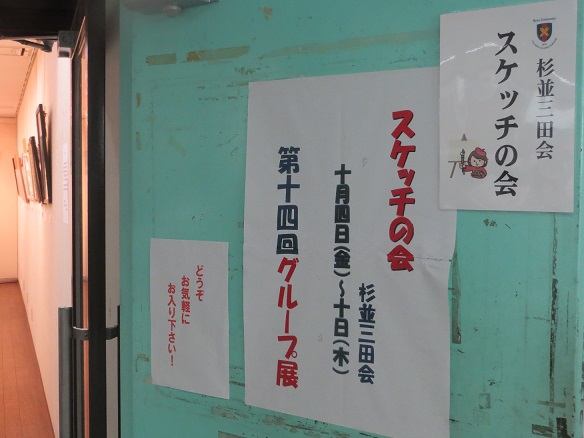 杉並三田会
スケッチの会
スケッチの会
杉並三田会
十月四日(金)～十日(木)
第十四回グループ展
どうぞ
お気軽に
お入り下さい！